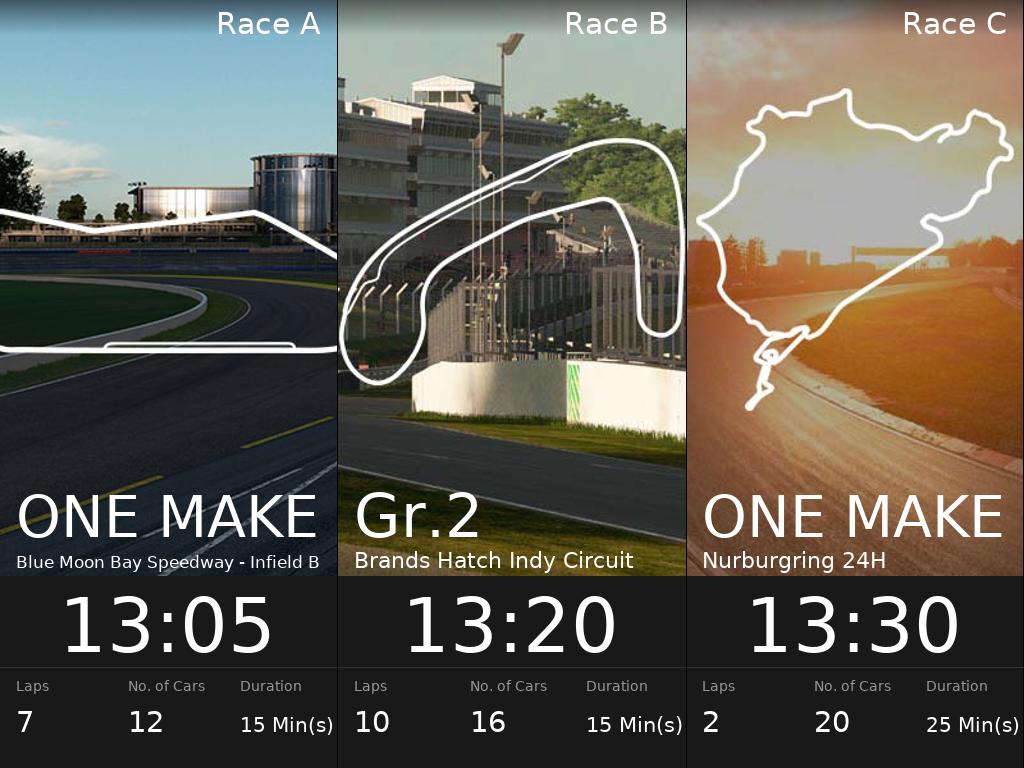 Race A
ONE MAKE
Blue Moon Bay Speedway - Infield B
13:05
Laps No. of Cars Duration
7 12 15 Min(s)
Race B
Gr.2
Brands Hatch Indy Circuit
13:20
Laps No. of Cars Duration
10 16 15 Min(s)
Race C
ONE MAKE
Nurburgring 24H
13:30
Laps No. of Cars Duration
2 20 25 Min(s)